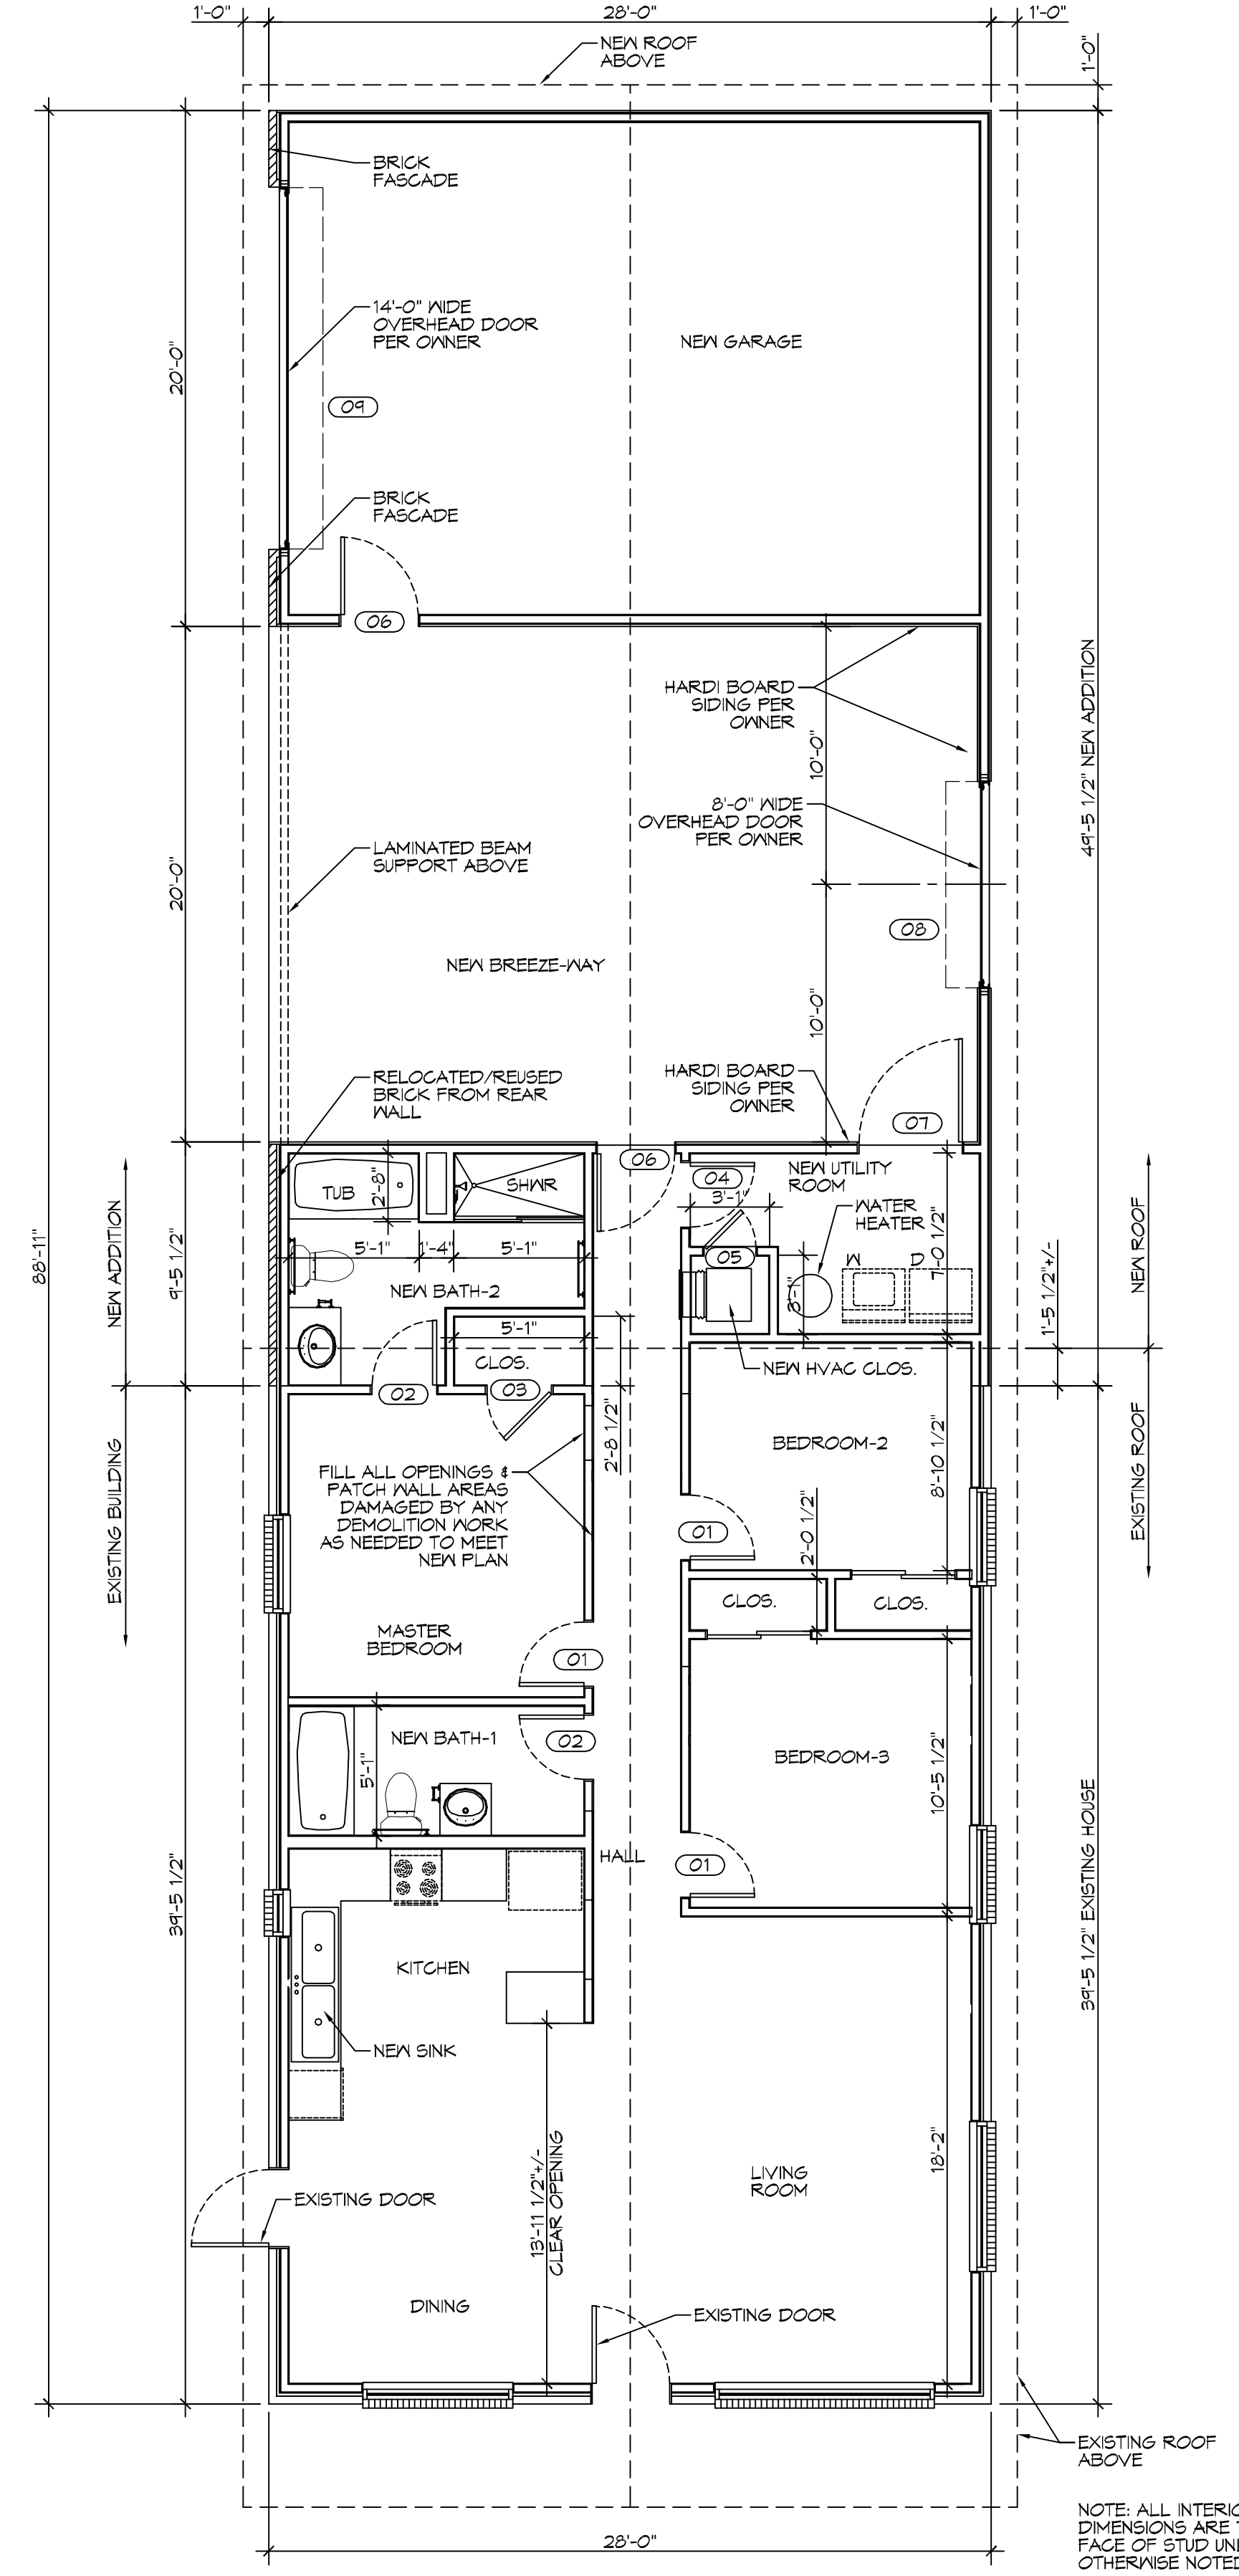 1'-0"
28'-0"
1'-0"
NEW ROOF
ABOVE
1'-0"
BRICK
FASCADE
14'-0" WIDE
OVERHEAD DOOR
PER OWNER
NEW GARAGE
20'-0"
09
BRICK
FASCADE
06
HARDI BOARD
SIDING PER
OWNER
10'-0"
49'-5 1/2" NEW ADDITION
8'-0" WIDE
OVERHEAD DOOR
PER OWNER
LAMINATED BEAM
SUPPORT ABOVE
20'-0"
08
NEW BREEZE-WAY
10'-0"
RELOCATED/REUSED
BRICK FROM REAR
WALL
HARDI BOARD
SIDING PER
OWNER
07
06
04
NEW UTILITY
ROOM
TUB
2'-8"
SHWR
3'-1"
WATER
HEATER
7'-0 1/2"
NEW ROOF
88'-11"
9'-5 1/2"
NEW ADDITION
5'-1"
1'-4"
5'-1"
05
W
D
3'-1"
1'-5 1/2"+/-
NEW BATH-2
5'-1"
CLOS.
NEW HVAC CLOS.
02
03
2'-8 1/2"
BEDROOM-2
8'-10 1/2"
EXISTING ROOF
EXISTING BUILDING
FILL ALL OPENINGS &
PATCH WALL AREAS
DAMAGED BY ANY
DEMOLITION WORK
AS NEEDED TO MEET
NEW PLAN
01
2'-0 1/2"
CLOS.
CLOS.
MASTER
BEDROOM
01
NEW BATH-1
02
5'-1"
BEDROOM-3
10'-5 1/2"
39'-5 1/2" EXISTING HOUSE
HALL
01
39'-5 1/2"
KITCHEN
NEW SINK
13'-11 1/2"+/-
CLEAR OPENING
LIVING
ROOM
18'-2"
EXISTING DOOR
DINING
EXISTING DOOR
EXISTING ROOF
ABOVE
28'-0"
NOTE: ALL INTERIO
DIMENSIONS ARE T
FACE OF STUD UNL
OTHERWISE NOTED